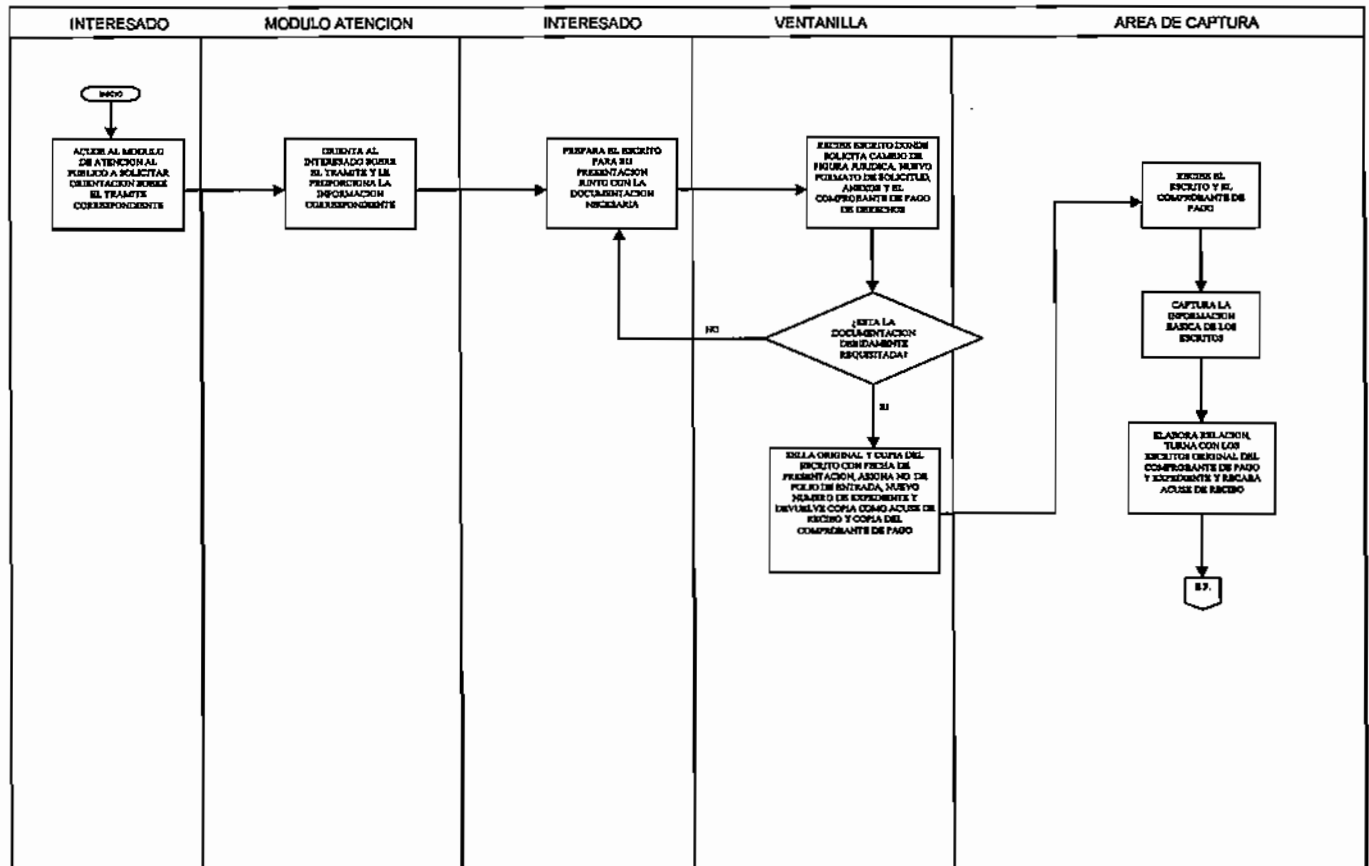 INTERESADO
MODULO ATENCION
INTERESADO
VENTANILLA
AREA DE CAPTURA
INICIO
ACUDE AL MODULO
DE ATENCION AL
PUBLICO A SOLICITAR
ORIENTACION SOBRE
EL TRAMITE
CORRESPONDIENTE
ORIENTA AL
INTERESADO SOBRE
EL TRAMITE Y LE
PROPORCIONA LA
INFORMACION
CORRESPONDIENTE
PREPARA EL ESCRITO
PARA SU
PRESENTACION
JUNTO CON LA
DOCUMENTACION
NECESARIA
RECIBE ESCRITO DONDE
SOLICITA CAMBIO DE
FIGURA JURIDICA, NUEVO
FORMATO DE SOLICITUD,
ANEXOS Y EL
COMPROBANTE DE PAGO
DE DERECHOS
¿ESTA LA
DOCUMENTACION
DEBIDAMENTE
REQUISITADA?
NO
SI
SELLA ORIGINAL Y COPIA DEL
ESCRITO CON FECHA DE
PRESENTACION, ASIGNA NO. DE
FOLIO DE ENTRADA, NUEVO
NUMERO DE EXPEDIENTE Y
DEVUELVE COPIA COMO ACUSE DE
RECIBO Y COPIA DEL
COMPROBANTE DE PAGO
RECIBE EL
ESCRITO Y EL
COMPROBANTE DE
PAGO
CAPTURA LA
INFORMACION
BASICA DE LOS
ESCRITOS
ELABORA RELACION,
TURNA CON LOS
ESCRITOS ORIGINAL DEL
COMPROBANTE DE PAGO
Y EXPEDIENTE Y RECABA
ACUSE DE RECIBO